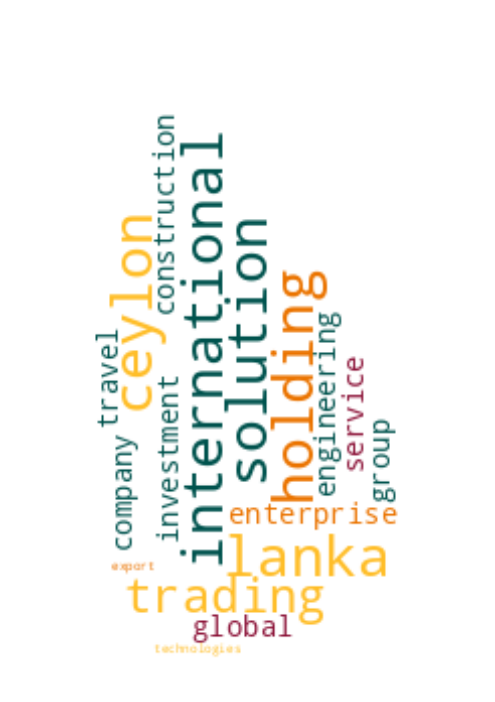 construction
international
ceylon
solution
holding
engineering
travel
service
investment
group
company
enterprise
lanka
export
trading
global
technologies